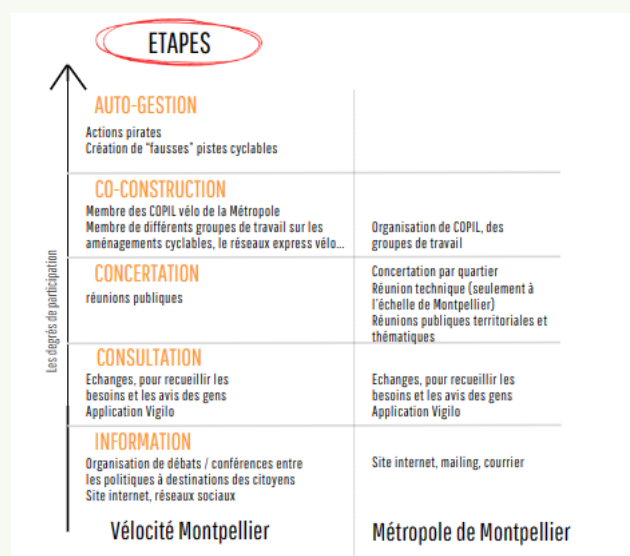 ETAPES
Les degrés de participation
AUTO-GESTION
Actions pirates
Création de "fausses" pistes cyclables
CO-CONSTRUCTION
Membre des COPIL vélo de la Métropole
Membre de différents groupes de travail sur les
aménagements cyclables, le réseaux express vélo...
Organisation de COPIL, des
groupes de travail
CONCERTATION
réunions publiques
Concertation par quartier
Réunion technique (seulement à
l'échelle de Montpellier)
Réunions publiques territoriales et
thématiques
CONSULTATION
Echanges, pour recueillir les
besoins et les avis des gens
Application Vigilo
Echanges, pour recueillir les
besoins et les avis des gens
Application Vigilo
INFORMATION
Organisation de débats / conférences entre
les politiques à destinations des citoyens
Site internet, réseaux sociaux
Site internet, mailing, courrier
Vélocité Montpellier
Métropole de Montpellier